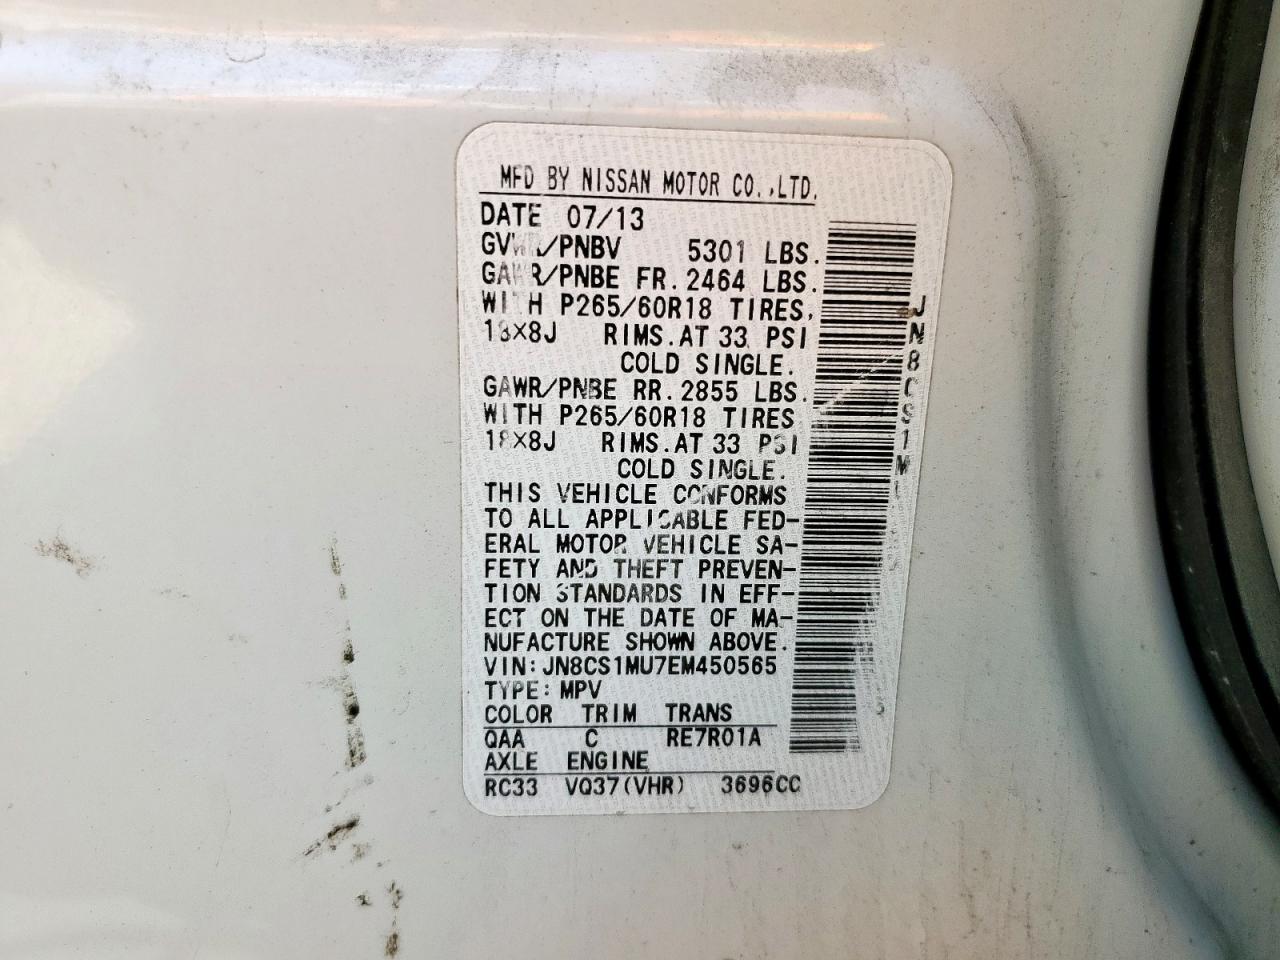 MFD BY NISSAN MOTOR CO.,LTD.
DATE 07/13
GVWR/PNBV 5301 LBS.
GAWR/PNBE FR. 2464 LBS.
WITH P265/60R18 TIRES,
18×8J RIMS.AT 33 PSI
COLD SINGLE.
GAWR/PNBE RR. 2855 LBS.
WITH P265/60R18 TIRES
18×8J RIMS.AT 33 PSI
COLD SINGLE.
THIS VEHICLE CONFORMS
TO ALL APPLICABLE FED-
ERAL MOTOR VEHICLE SA-
FETY AND THEFT PREVEN-
TION STANDARDS IN EFF-
ECT ON THE DATE OF MA-
NUFACTURE SHOWN ABOVE.
VIN:JN8CS1MU7EM450565
TYPE: MPV
COLOR TRIM TRANS
QAA C RE7R01A
AXLE ENGINE
RC33 VQ37(VHR) 3696CC